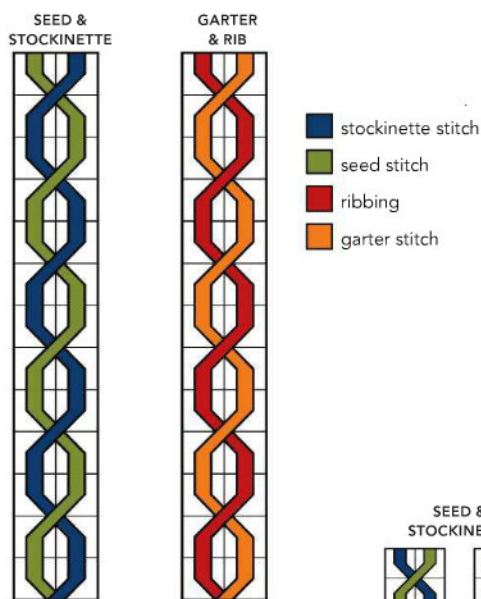 SEED &
STOCKINETTE
GARTER
& RIB
stockinette stitch
seed stitch
ribbing
garter stitch
SEED &